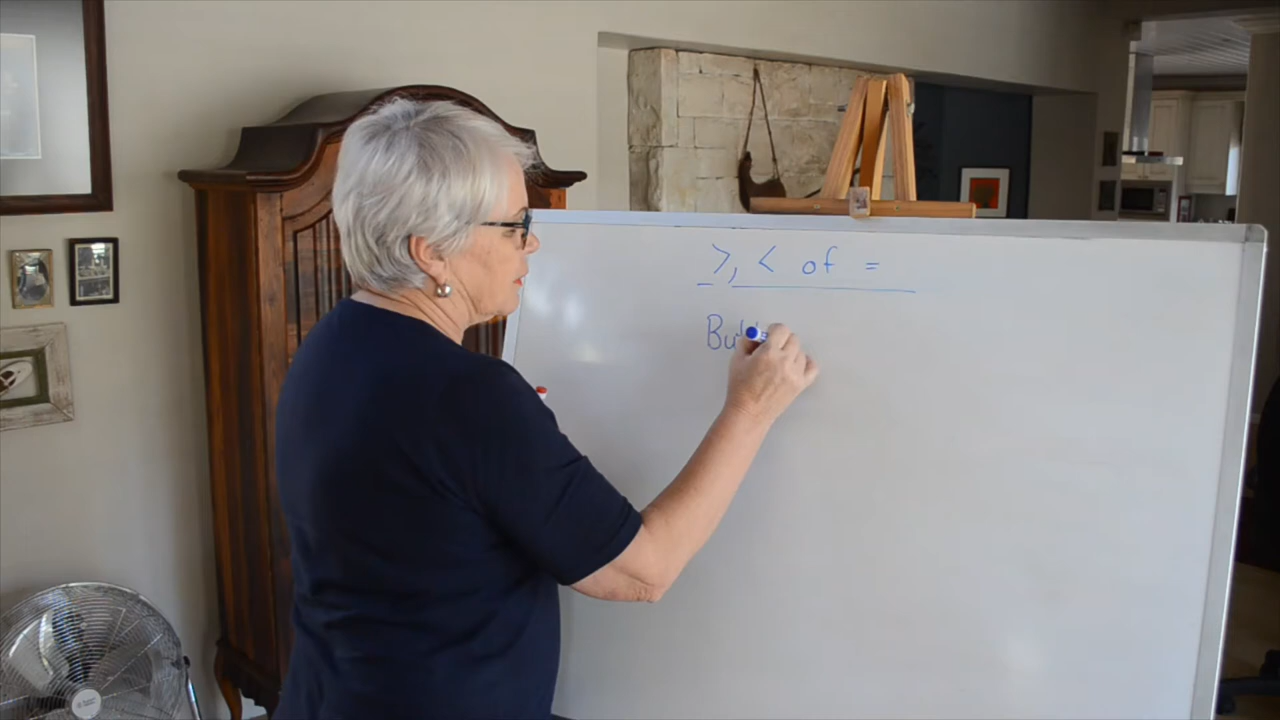 >, < of =